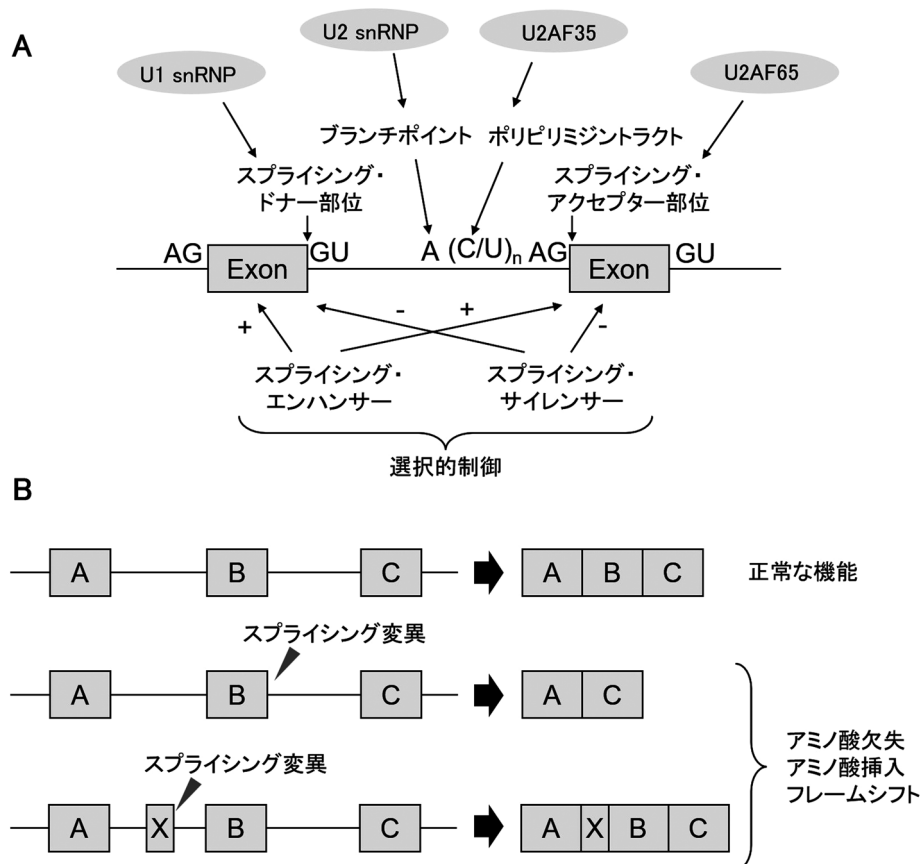 A
U1 snRNP
U2 snRNP
U2AF35
U2AF65
ブランチポイント
ポリピリミジントラクト
スプライシング・
ドナー部位
スプライシング・
アクセプター部位
AG
Exon
GU
A
(C/U)n
AG
Exon
GU
+
-
+
-
スプライシング・
エンハンサー
スプライシング・
サイレンサー
選択的制御
B
A
B
C
A
B
C
正常な機能
スプライシング変異
A
B
C
A
C
スプライシング変異
A
X
B
C
A
X
B
C
アミノ酸欠失
アミノ酸挿入
フレームシフト